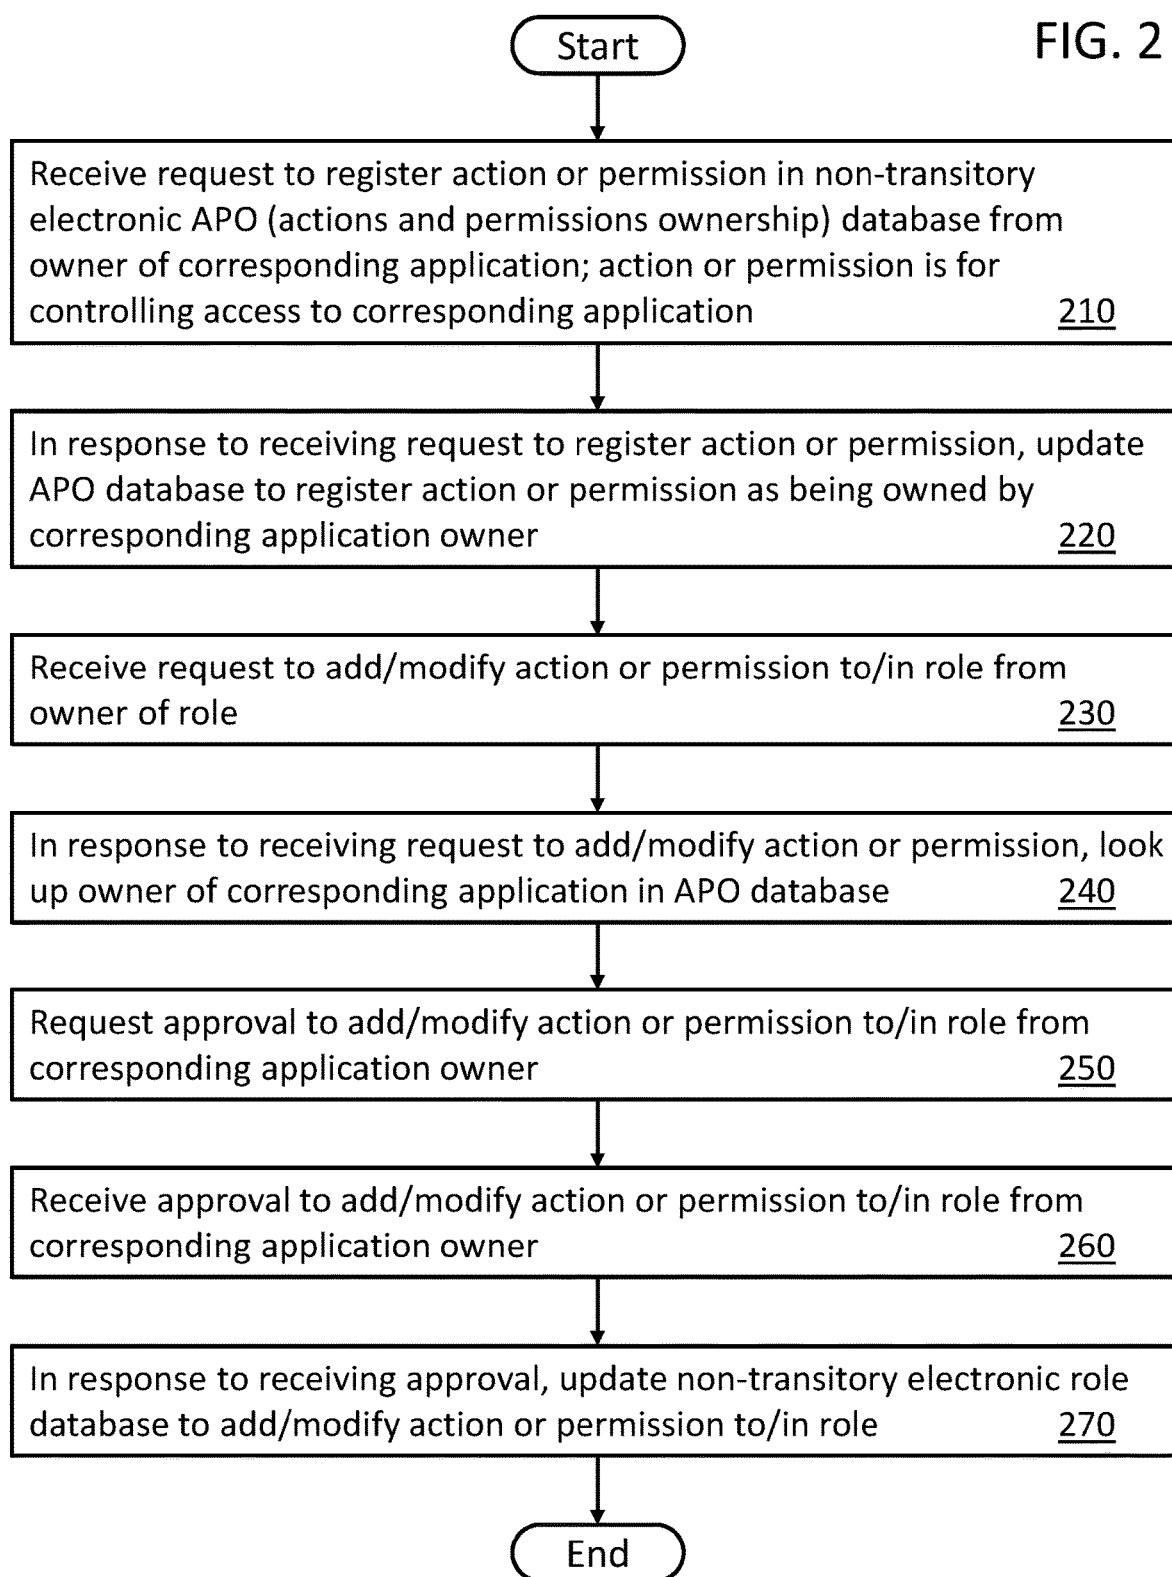 Start
FIG. 2
Receive request to register action or permission in non-transitory
electronic APO (actions and permissions ownership) database from
owner of corresponding application; action or permission is for
controlling access to corresponding application 210
In response to receiving request to register action or permission, update
APO database to register action or permission as being owned by
corresponding application owner 220
Receive request to add/modify action or permission to/in role from
owner of role 230
In response to receiving request to add/modify action or permission, look
up owner of corresponding application in APO database 240
Request approval to add/modify action or permission to/in role from
corresponding application owner 250
Receive approval to add/modify action or permission to/in role from
corresponding application owner 260
In response to receiving approval, update non-transitory electronic role
database to add/modify action or permission to/in role 270
End